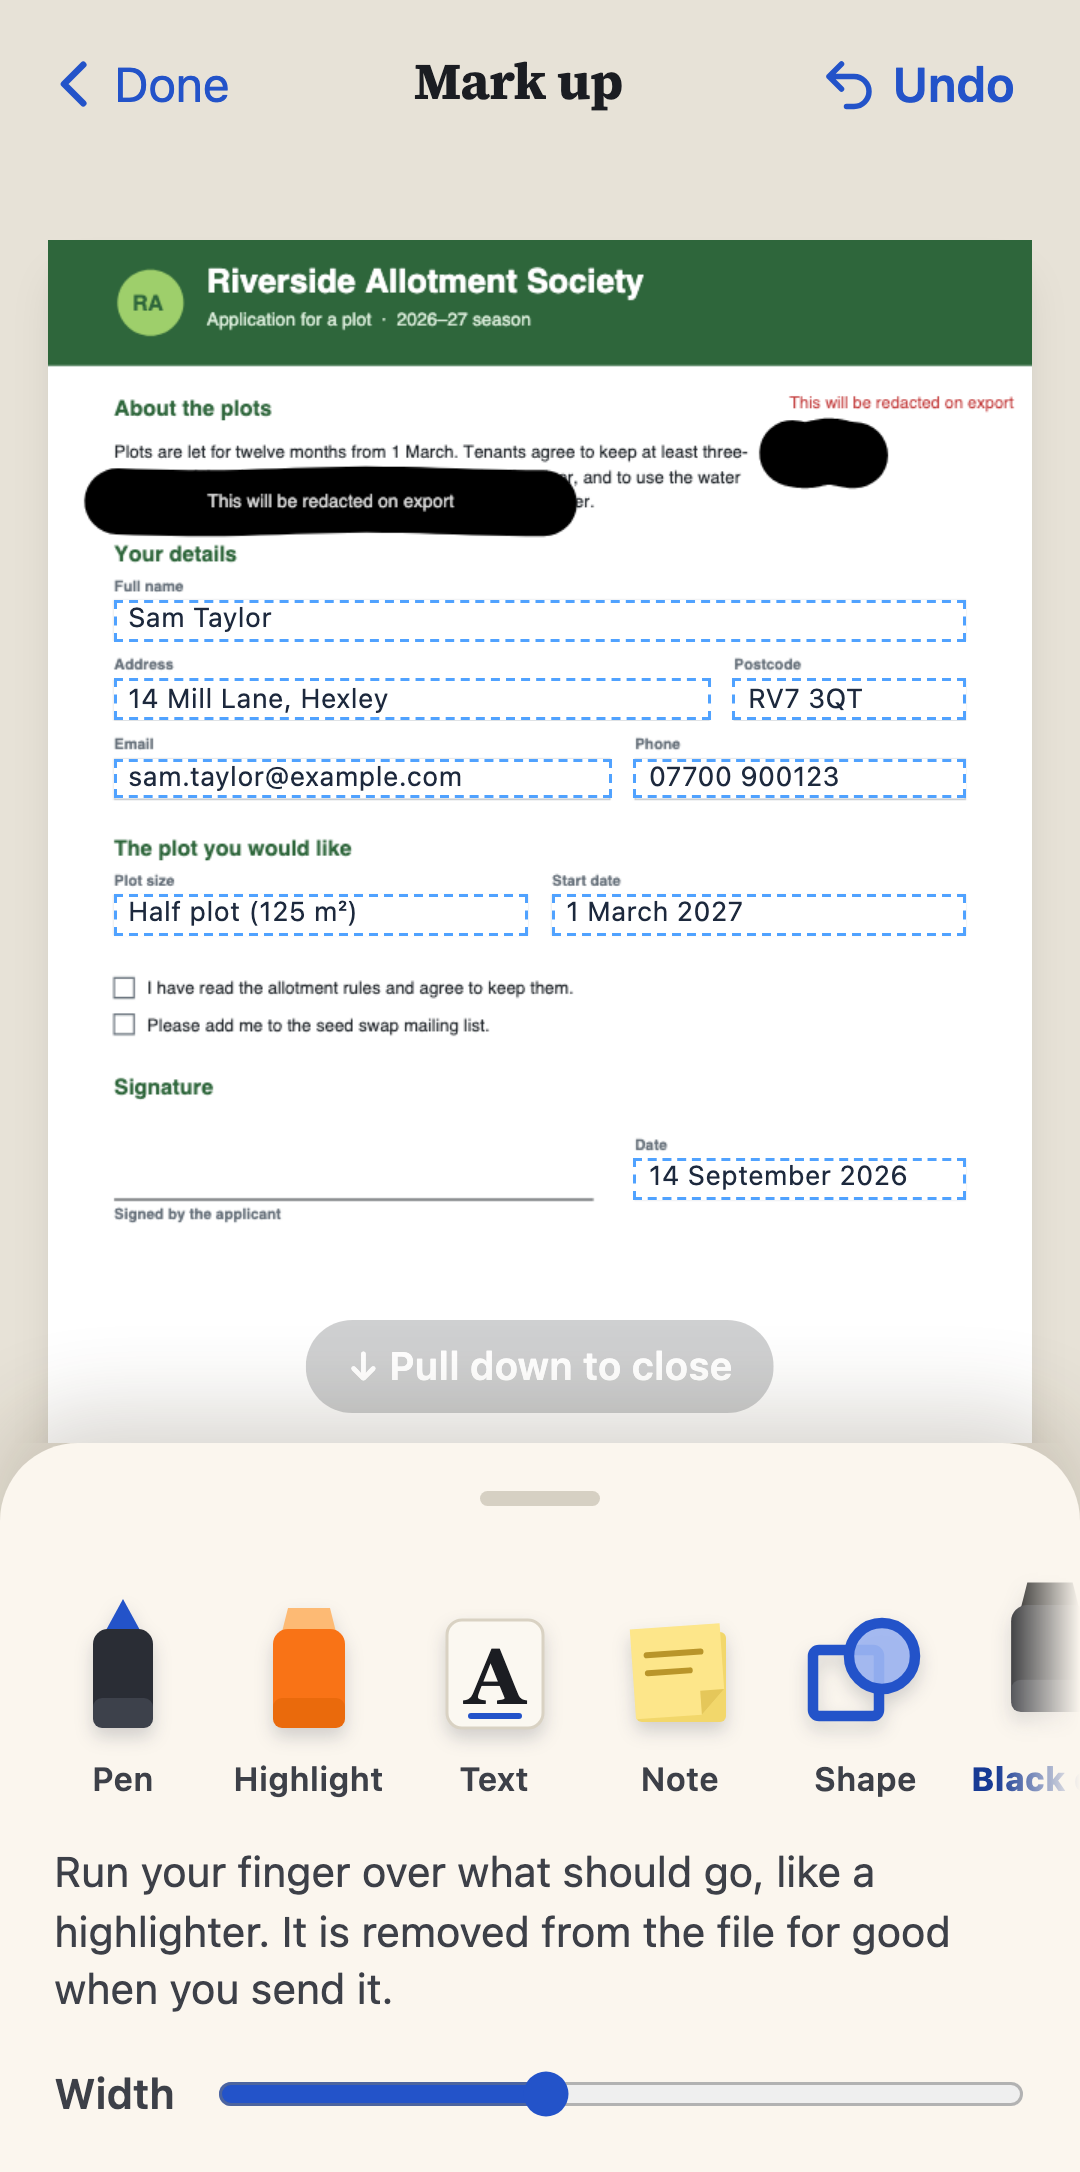 Done
Mark up
Undo
RA
Riverside Allotment Society
Application for a plot · 2026–27 season
About the plots
This will be redacted on export
Plots are let for twelve months from 1 March. Tenants agree to keep at least three-
and to use the water
This will be redacted on export
Your details
Full name
Sam Taylor
Address
Postcode
14 Mill Lane, Hexley
RV7 3QT
Email
Phone
sam.taylor@example.com
07700 900123
The plot you would like
Plot size
Start date
Half plot (125 m²)
1 March 2027
I have read the allotment rules and agree to keep them.
Please add me to the seed swap mailing list.
Signature
Date
14 September 2026
Signed by the applicant
↓ Pull down to close
Pen
Highlight
Text
Note
Shape
Black
Run your finger over what should go, like a
highlighter. It is removed from the file for good
when you send it.
Width